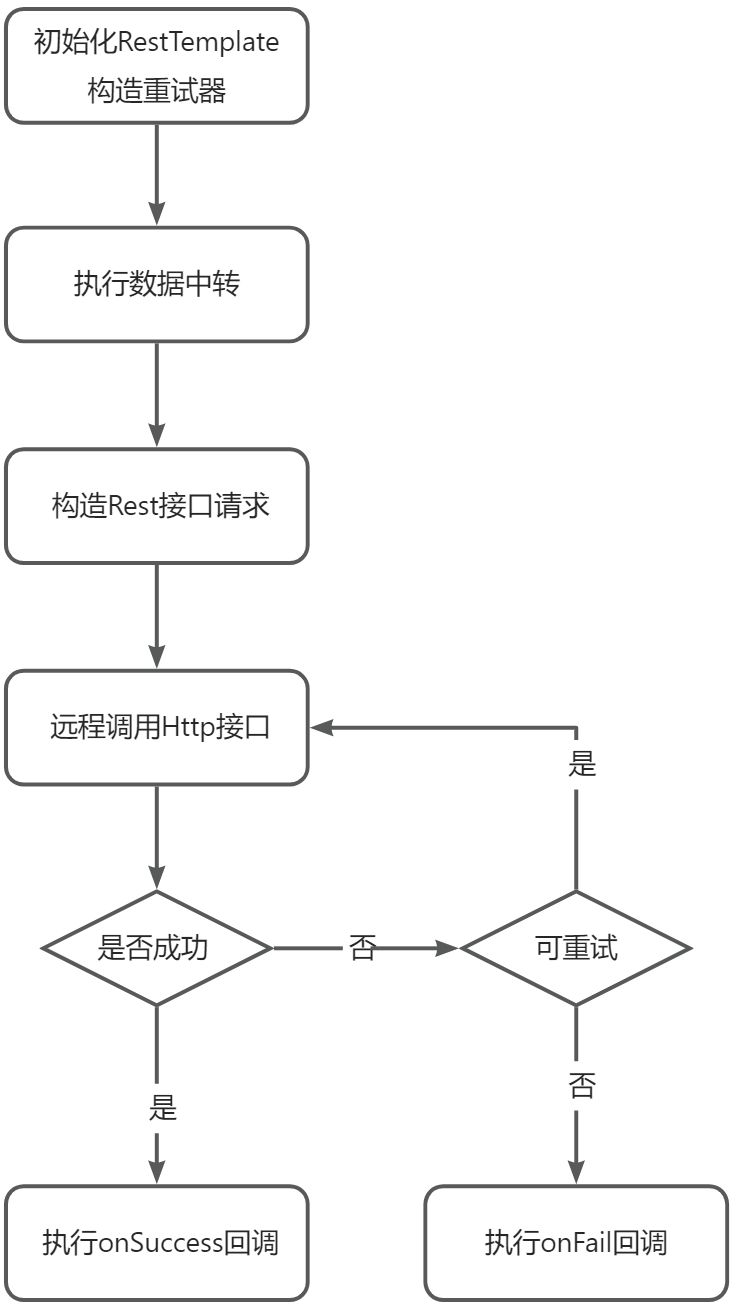 初始化RestTemplate
构造重试器
执行数据中转
构造Rest接口请求
远程调用Http接口
是
是否成功
否
可重试
是
否
执行onSuccess回调
执行onFail回调